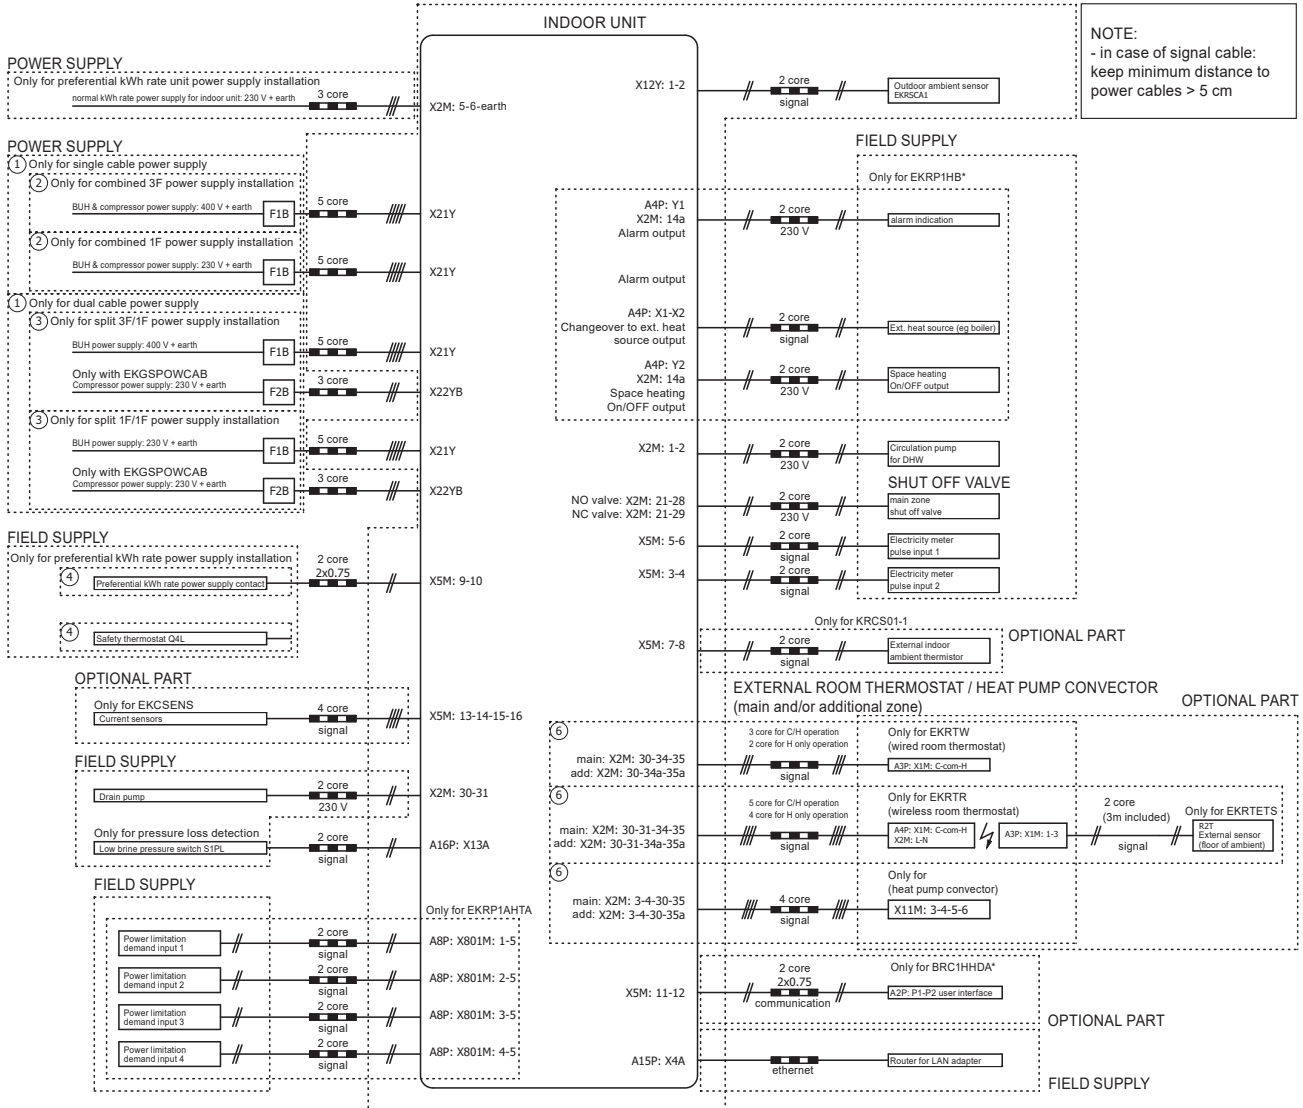 INDOOR UNIT
NOTE:
- in case of signal cable:
keep minimum distance to
power cables > 5 cm
POWER SUPPLY
Only for preferential kWh rate unit power supply installation
normal kWh rate power supply for indoor unit: 230 V + earth
3 core
X2M: 5-6-earth
POWER SUPPLY
1 Only for single cable power supply
2 Only for combined 3F power supply installation
BUH & compressor power supply: 400 V + earth
F1B
5 core
X21Y
2 Only for combined 1F power supply installation
BUH & compressor power supply: 230 V + earth
F1B
5 core
X21Y
1 Only for dual cable power supply
3 Only for split 3F/1F power supply installation
BUH power supply: 400 V + earth
F1B
5 core
X21Y
Only with EKGSPOWCAB
Compressor power supply: 230 V + earth
F2B
3 core
X22YB
3 Only for split 1F/1F power supply installation
BUH power supply: 230 V + earth
F1B
5 core
X21Y
Only with EKGSPOWCAB
Compressor power supply: 230 V + earth
F2B
3 core
X22YB
FIELD SUPPLY
Only for preferential kWh rate power supply installation
4
Preferential kWh rate power supply contact
2 core
2x0.75
X5M: 9-10
4
Safety thermostat Q4L
OPTIONAL PART
Only for EKCSENS
Current sensors
4 core
signal
X5M: 13-14-15-16
FIELD SUPPLY
Drain pump
2 core
230 V
X2M: 30-31
Only for pressure loss detection
Low brine pressure switch S1PL
2 core
signal
A16P: X13A
FIELD SUPPLY
Only for EKRP1AHTA
Power limitation
demand input 1
2 core
signal
A8P: X801M: 1-5
Power limitation
demand input 2
2 core
signal
A8P: X801M: 2-5
Power limitation
demand input 3
2 core
signal
A8P: X801M: 3-5
Power limitation
demand input 4
2 core
signal
A8P: X801M: 4-5
X12Y: 1-2
2 core
signal
Outdoor ambient sensor
EKRSCA1
FIELD SUPPLY
Only for EKRP1HB*
A4P: Y1
X2M: 14a
Alarm output
2 core
230 V
alarm indication
Alarm output
A4P: X1-X2
Changeover to ext. heat
source output
2 core
signal
Ext. heat source (eg boiler)
A4P: Y2
X2M: 14a
Space heating
On/OFF output
2 core
230 V
Space heating
On/OFF output
X2M: 1-2
2 core
230 V
Circulation pump
for DHW
SHUT OFF VALVE
NO valve: X2M: 21-28
NC valve: X2M: 21-29
2 core
230 V
main zone
shut off valve
X5M: 5-6
2 core
signal
Electricity meter
pulse input 1
X5M: 3-4
2 core
signal
Electricity meter
pulse input 2
Only for KRCS01-1
OPTIONAL PART
X5M: 7-8
2 core
signal
External indoor
ambient thermistor
EXTERNAL ROOM THERMOSTAT / HEAT PUMP CONVECTOR
(main and/or additional zone)
OPTIONAL PART
6
main: X2M: 30-34-35
add: X2M: 30-34a-35a
3 core for C/H operation
2 core for H only operation
signal
Only for EKRTW
(wired room thermostat)
A3P: X1M: C-com-H
6
main: X2M: 30-31-34-35
add: X2M: 30-31-34a-35a
5 core for C/H operation
4 core for H only operation
signal
Only for EKRTR
(wireless room thermostat)
A4P: X1M: C-com-H
X2M: L-N
A3P: X1M: 1-3
2 core
(3m included)
signal
Only for EKRTETS
R2T
External sensor
(floor of ambient)
6
main: X2M: 3-4-30-35
add: X2M: 3-4-30-35a
4 core
signal
Only for
(heat pump convector)
X11M: 3-4-5-6
X5M: 11-12
2 core
2x0.75
communication
Only for BRC1HHDA*
A2P: P1-P2 user interface
OPTIONAL PART
A15P: X4A
ethernet
Router for LAN adapter
FIELD SUPPLY